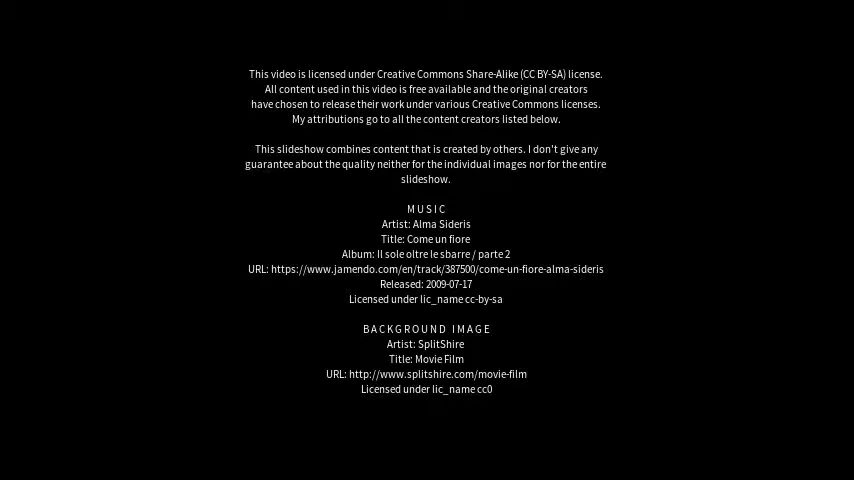 This video is licensed under Creative Commons Share-Alike (CC BY-SA) license.
All content used in this video is free available and the original creators
have chosen to release their work under various Creative Commons licenses.
My attributions go to all the content creators listed below.
This slideshow combines content that is created by others. I don't give any
guarantee about the quality neither for the individual images nor for the entire
slideshow.
MUSIC
Artist: Alma Sideris
Title: Come un fiore
Album: Il sole oltre le sbarre / parte 2
URL: https://www.jamendo.com/en/track/387500/come-un-fiore-alma-sideris
Released: 2009-07-17
Licensed under lic_name cc-by-sa
BACKGROUND IMAGE
Artist: SplitShire
Title: Movie Film
URL: http://www.splitshire.com/movie-film
Licensed under lic_name cc0